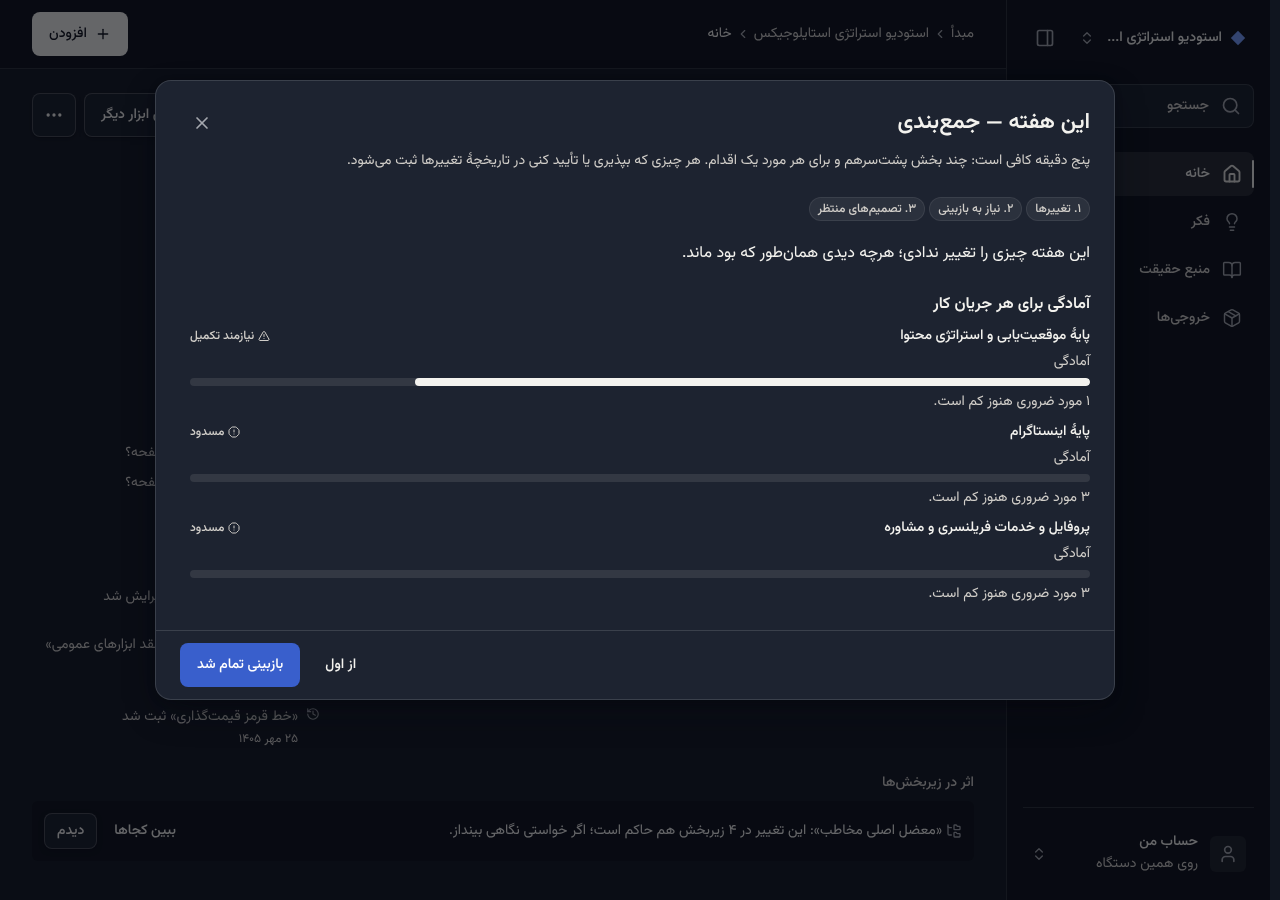 استودیو استراتژی ا...
مبدأ › استودیو استراتژی استایلوجیکس › خانه
افزودن
جستجو
خانه
فکر
منبع حقیقت
خروجی‌ها
ابزار دیگر
این هفته — جمع‌بندی
پنج دقیقه کافی است: چند بخش پشت‌سرهم و برای هر مورد یک اقدام. هر چیزی که بپذیری یا تأیید کنی در تاریخچهٔ تغییرها ثبت می‌شود.
۱. تغییرها
۲. نیاز به بازبینی
۳. تصمیم‌های منتظر
این هفته چیزی را تغییر ندادی؛ هرچه دیدی همان‌طور که بود ماند.
آمادگی برای هر جریان کار
پایهٔ موقعیت‌یابی و استراتژی محتوا
نیازمند تکمیل
آمادگی
۱ مورد ضروری هنوز کم است.
پایهٔ اینستاگرام
مسدود
آمادگی
۳ مورد ضروری هنوز کم است.
پروفایل و خدمات فریلنسری و مشاوره
مسدود
آمادگی
۳ مورد ضروری هنوز کم است.
از اول
بازبینی تمام شد
شد
ابزارهای عمومی»
«خط قرمز قیمت‌گذاری» ثبت شد
۲۵ مهر ۱۴۰۵
اثر در زیربخش‌ها
«معضل اصلی مخاطب»: این تغییر در ۴ زیربخش هم حاکم است؛ اگر خواستی نگاهی بینداز.
ببین کجاها
دیدم
حساب من
روی همین دستگاه